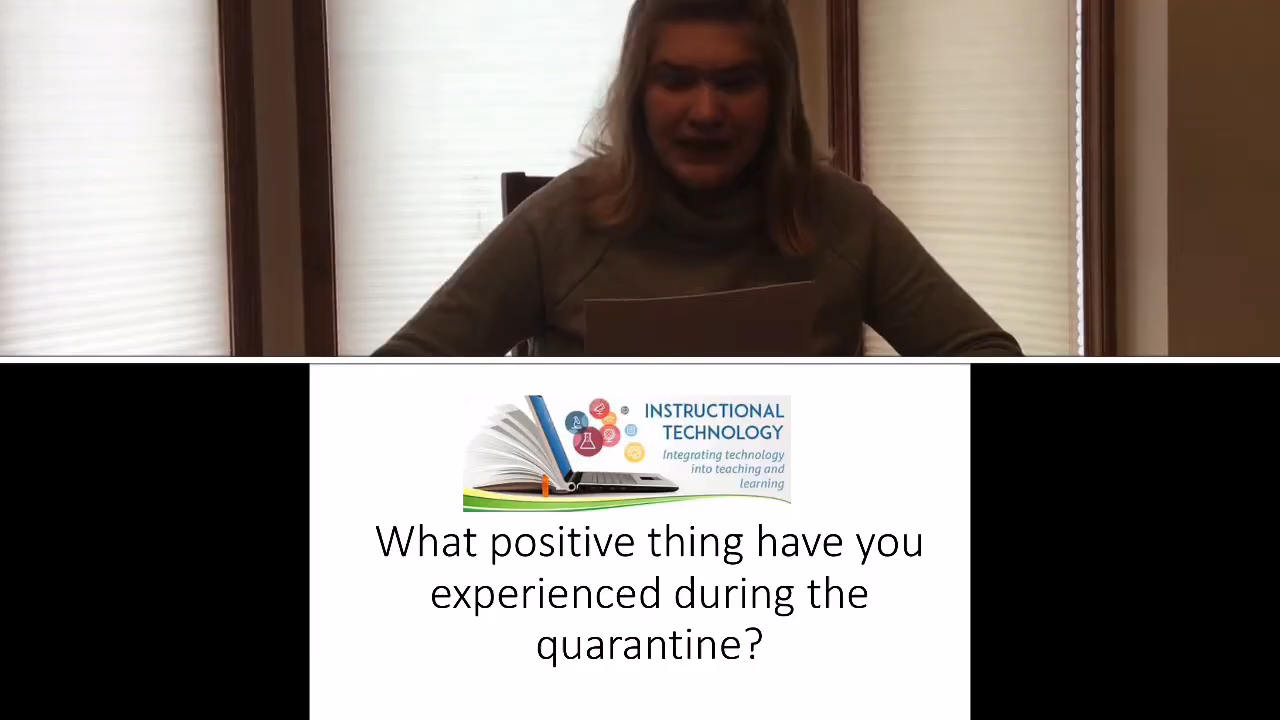 INSTRUCTIONAL
TECHNOLOGY
Integrating technology
into teaching and
learning
What positive thing have you
experienced during the
quarantine?